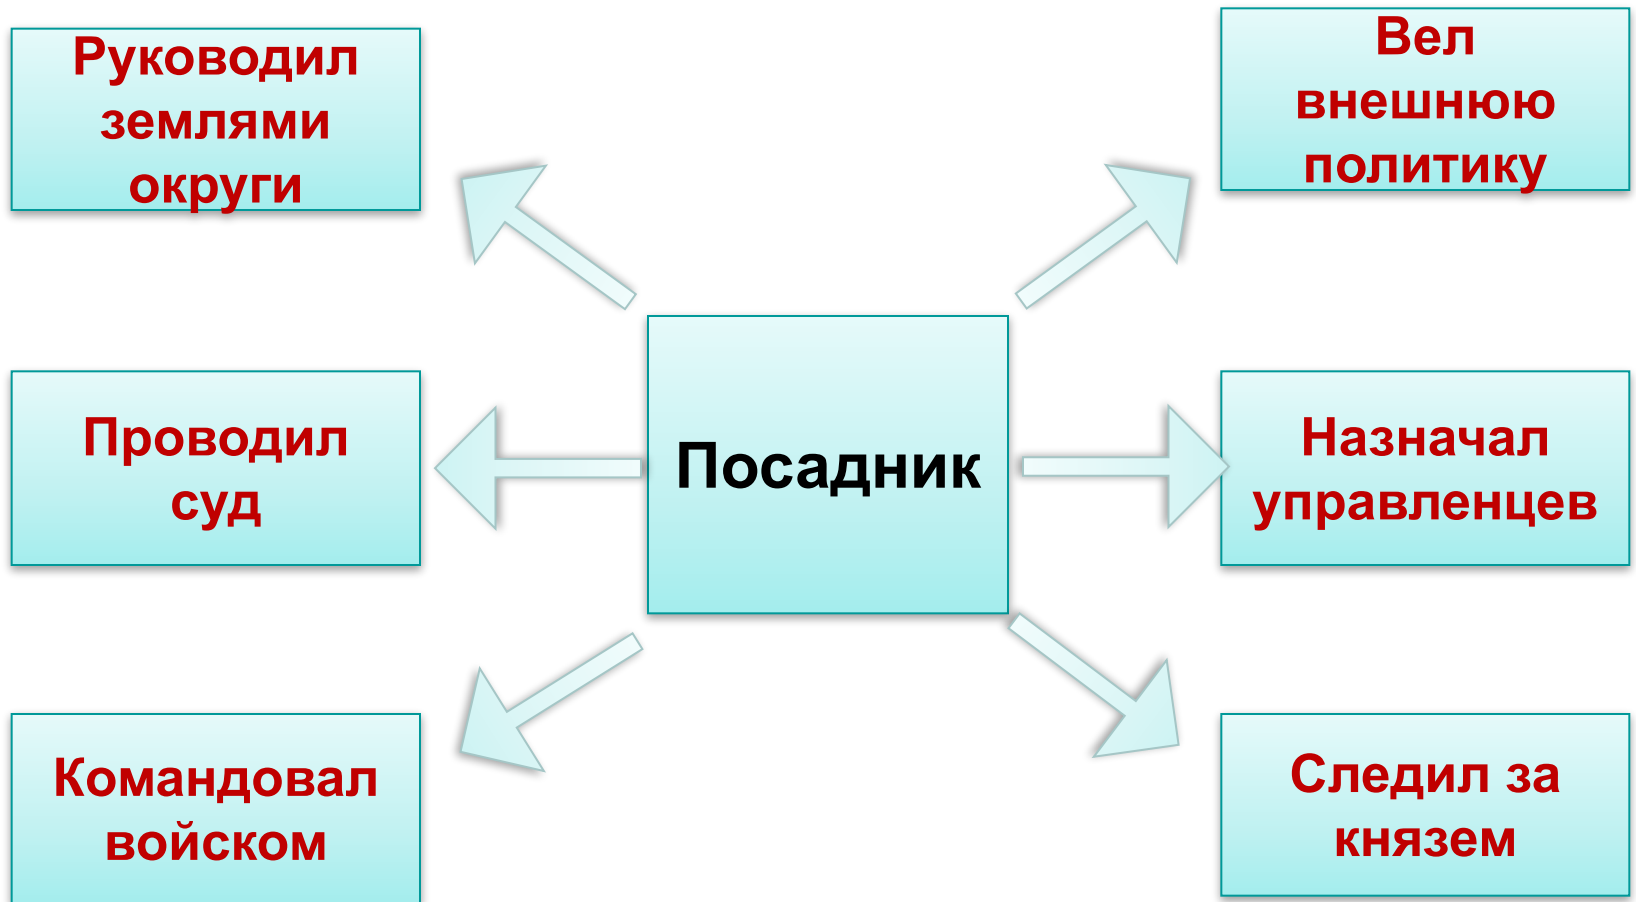 Руководил
землями
округи
Вел
внешнюю
политику
Проводил
суд
Посадник
Назначал
управленцев
Командовал
войском
Следил за
князем